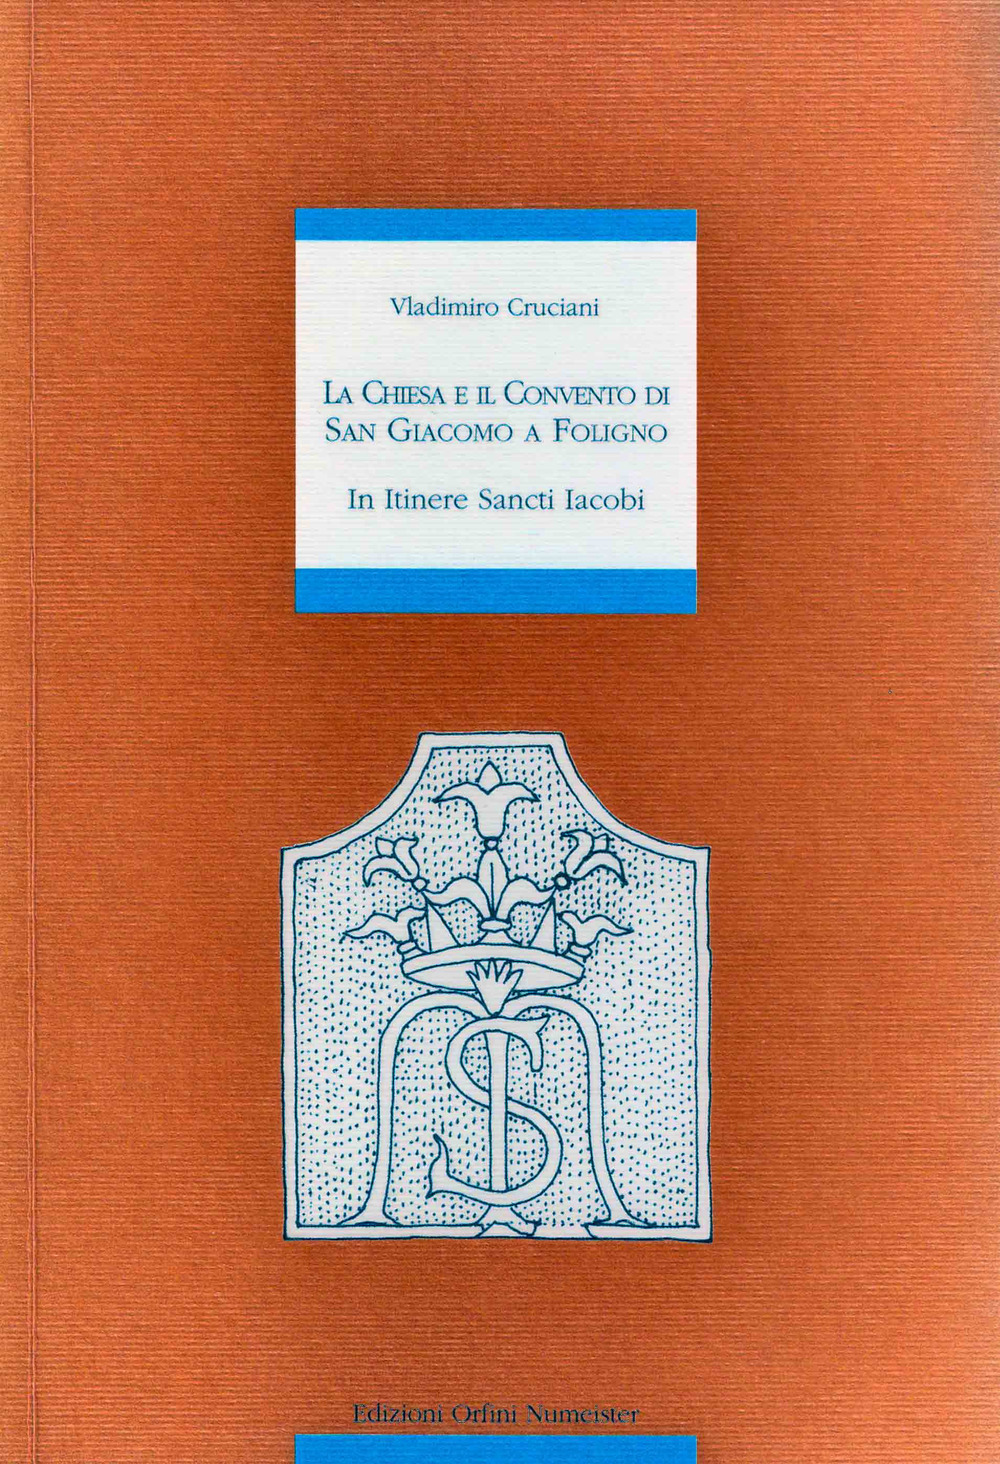 Vladimiro Cruciani
La Chiesa e il Convento di
San Giacomo a Foligno
In Itinere Sancti Iacobi
Edizioni Orfini Numeister